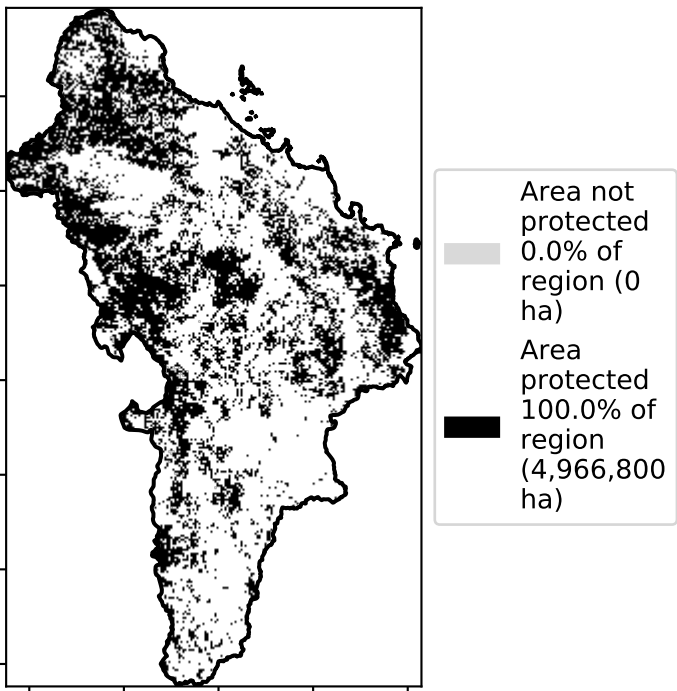 Area not
protected
0.0% of
region (0
ha)
Area
protected
100.0% of
region
(4,966,800
ha)